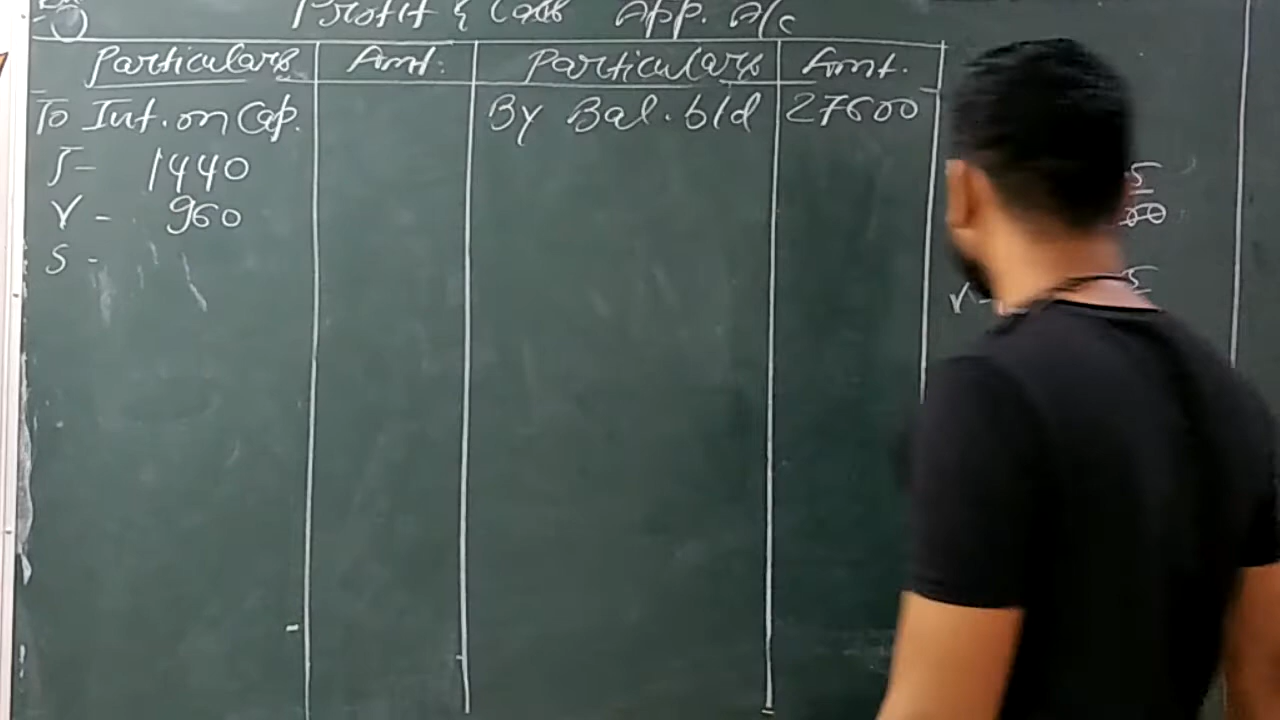 Profit & Loss App. A/c
Particulars Amt. Particulars Amt.
To Int. on Cap. By Bal. b/d 27600
J - 1440
V - 960
S -
V -